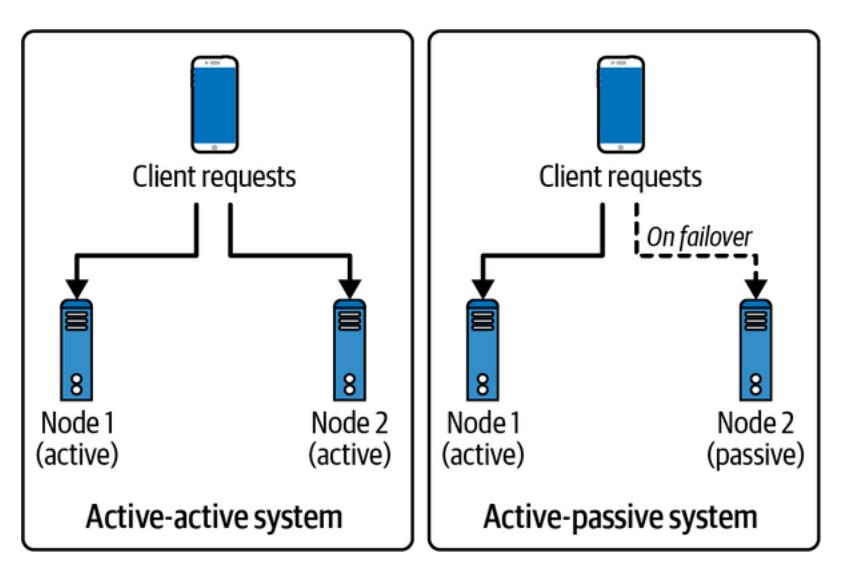 Client requests
Node 1
(active)
Node 2
(active)
Active-active system
Client requests
On failover
Node 1
(active)
Node 2
(passive)
Active-passive system